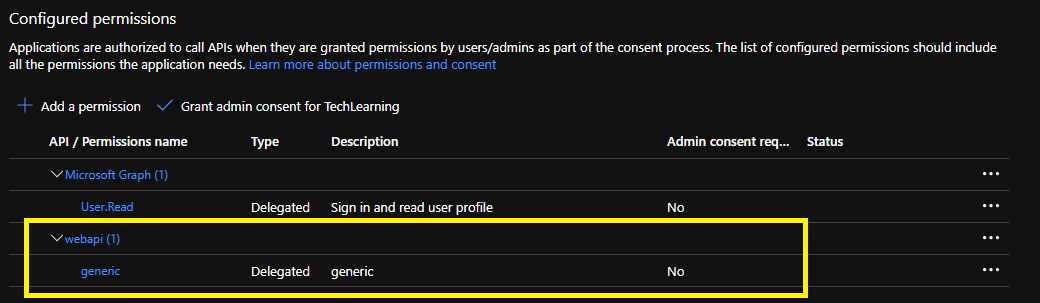 Configured permissions
Applications are authorized to call APIs when they are granted permissions by users/admins as part of the consent process. The list of configured permissions should include
all the permissions the application needs. Learn more about permissions and consent
Add a permission Grant admin consent for TechLearning
API / Permissions name Type Description Admin consent req... Status
Microsoft Graph (1)
User.Read Delegated Sign in and read user profile No
webapi (1)
generic Delegated generic No